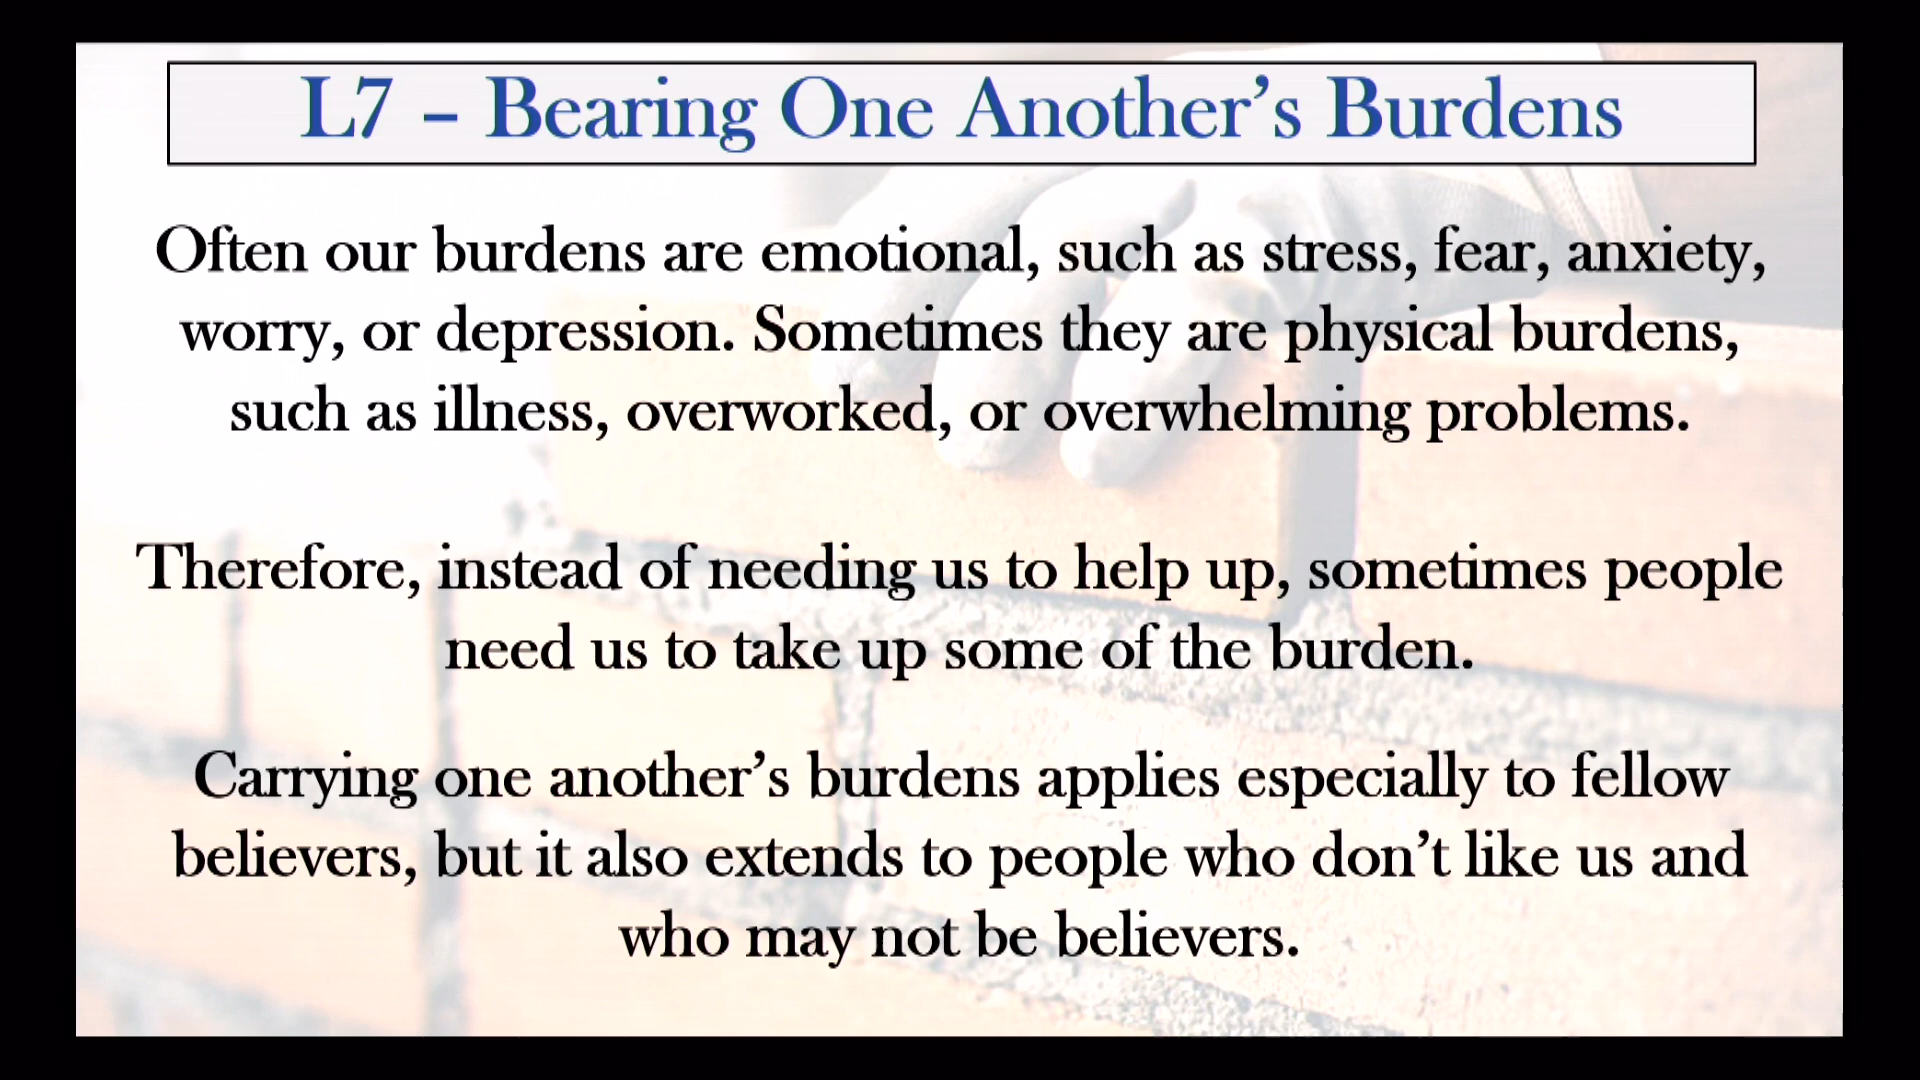 L7 – Bearing One Another’s Burdens
Often our burdens are emotional, such as stress, fear, anxiety,
worry, or depression. Sometimes they are physical burdens,
such as illness, overworked, or overwhelming problems.
Therefore, instead of needing us to help up, sometimes people
need us to take up some of the burden.
Carrying one another’s burdens applies especially to fellow
believers, but it also extends to people who don’t like us and
who may not be believers.